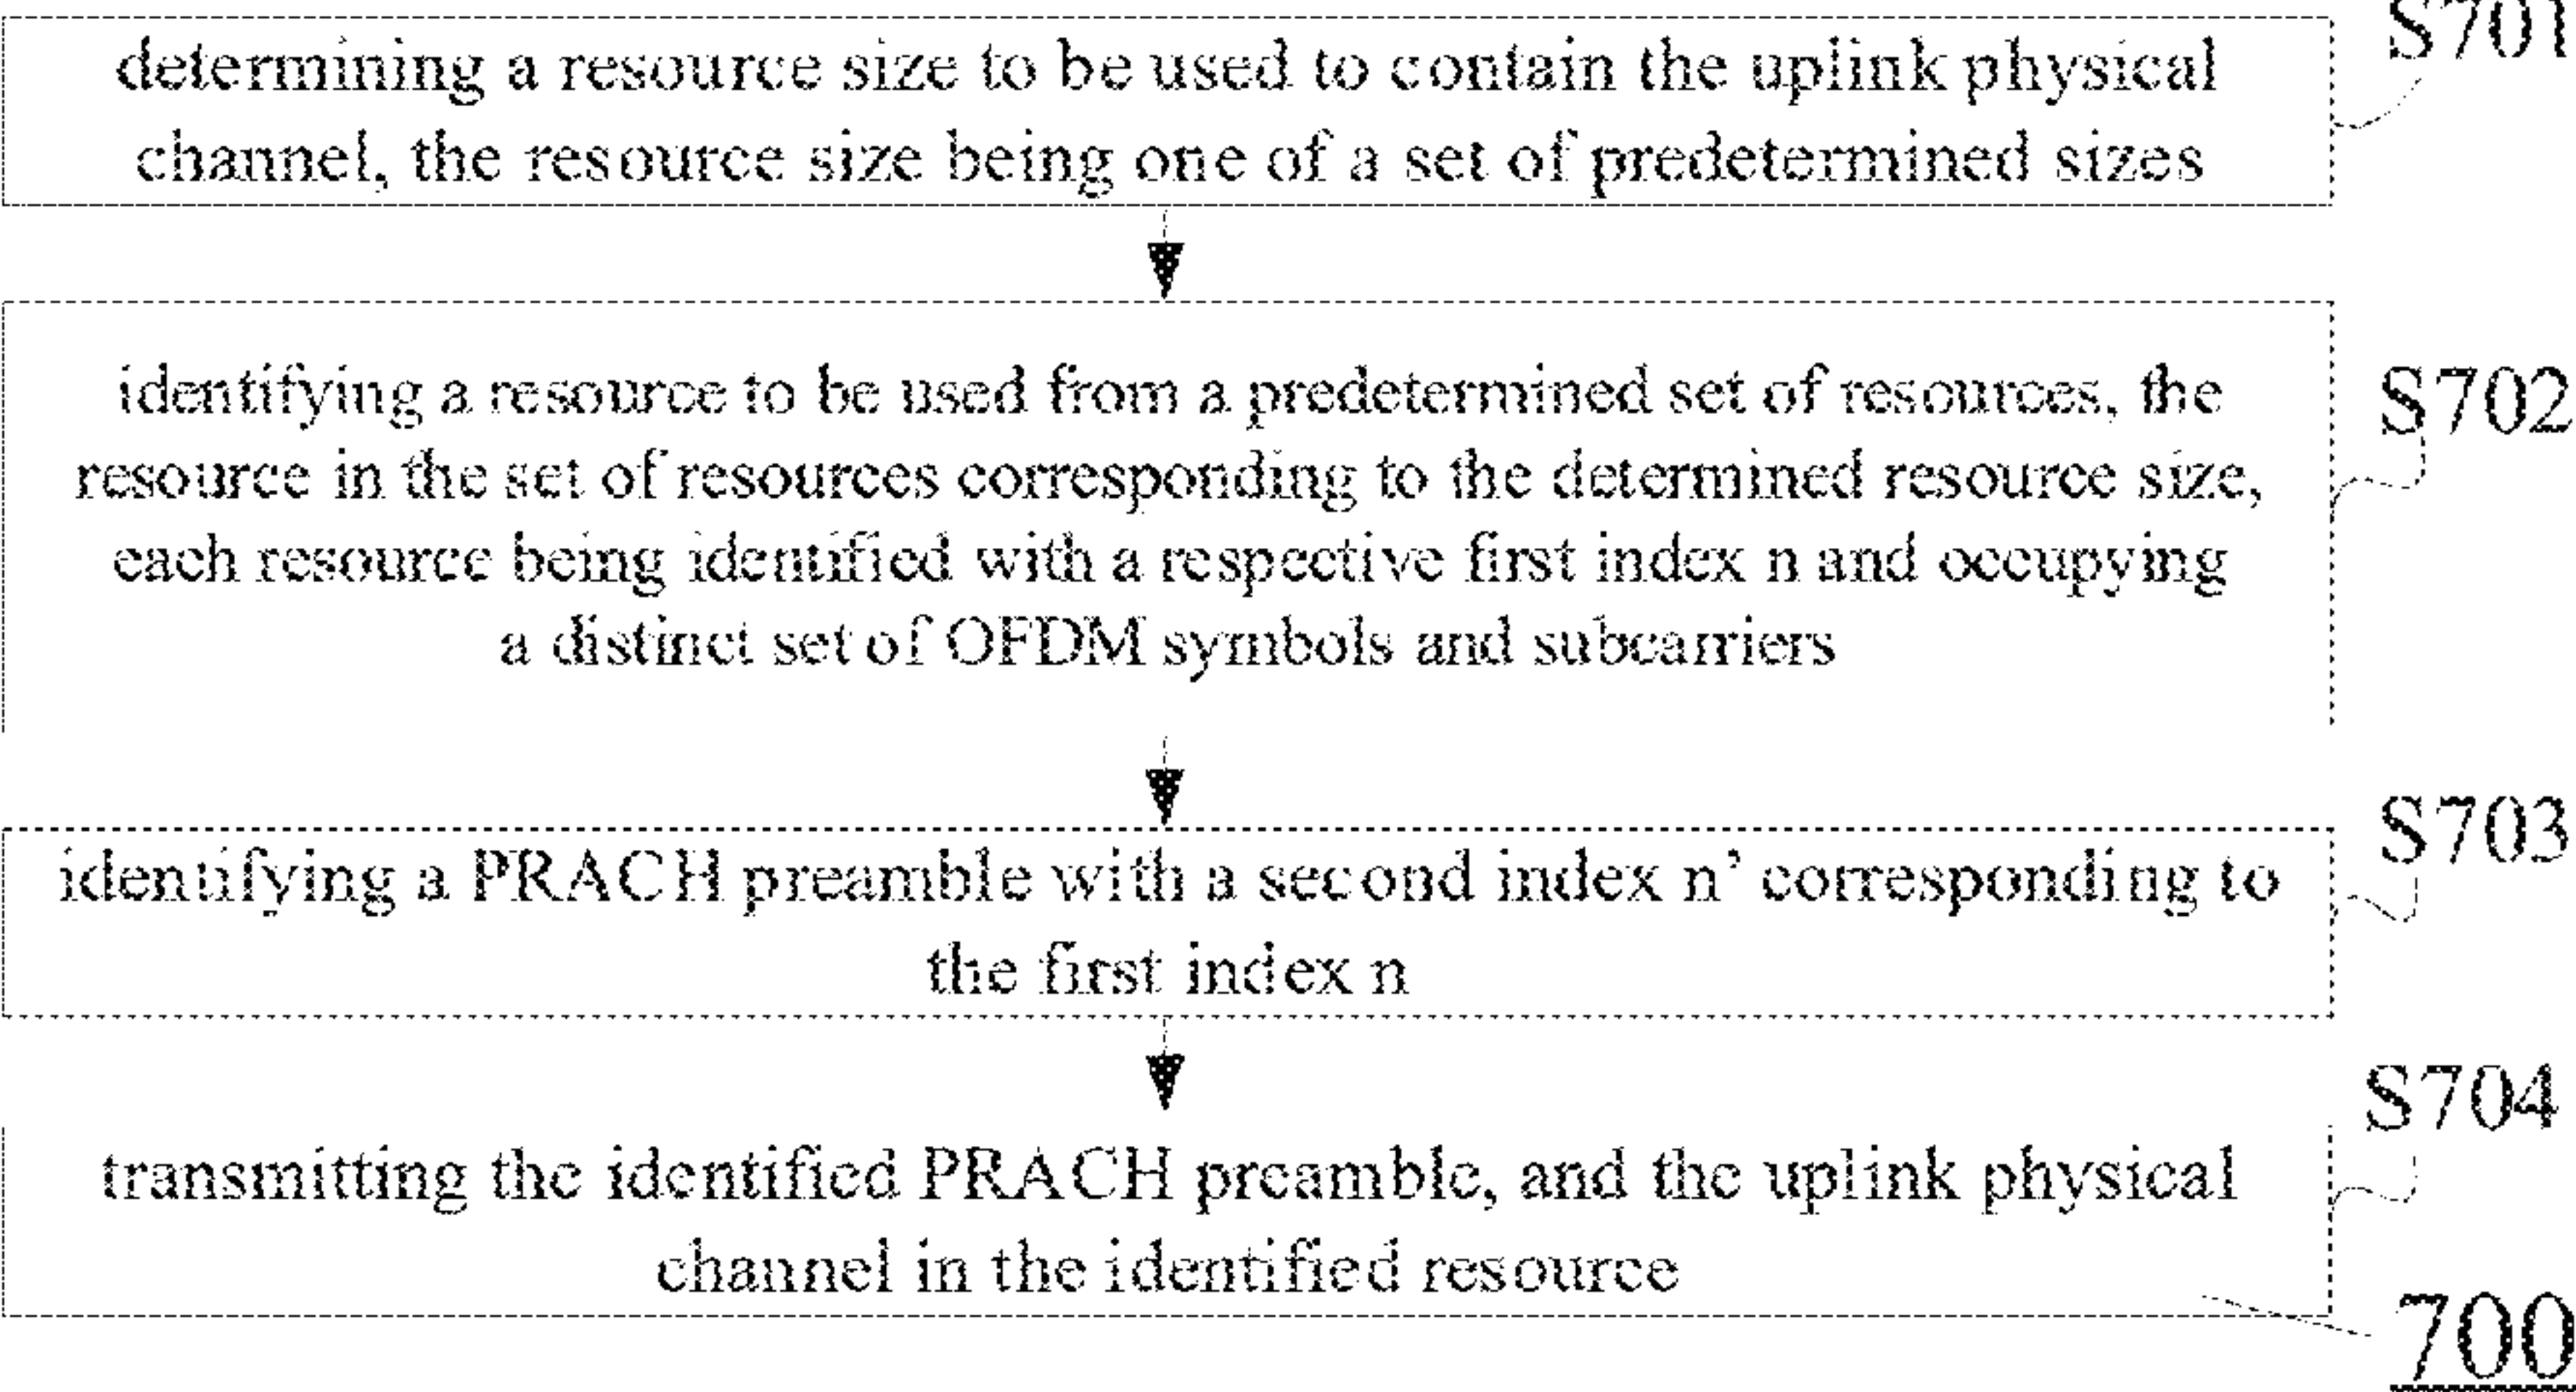 S701
determining a resource size to be used to contain the uplink physical
channel, the resource size being one of a set of predetermined sizes
S702
identifying a resource to be used from a predetermined set of resources, the
resource in the set of resources corresponding to the determined resource size,
each resource being identified with a respective first index n and occupying
a distinct set of OFDM symbols and subcarriers
S703
identifying a PRACH preamble with a second index n' corresponding to
the first index n
S704
transmitting the identified PRACH preamble, and the uplink physical
channel in the identified resource
700